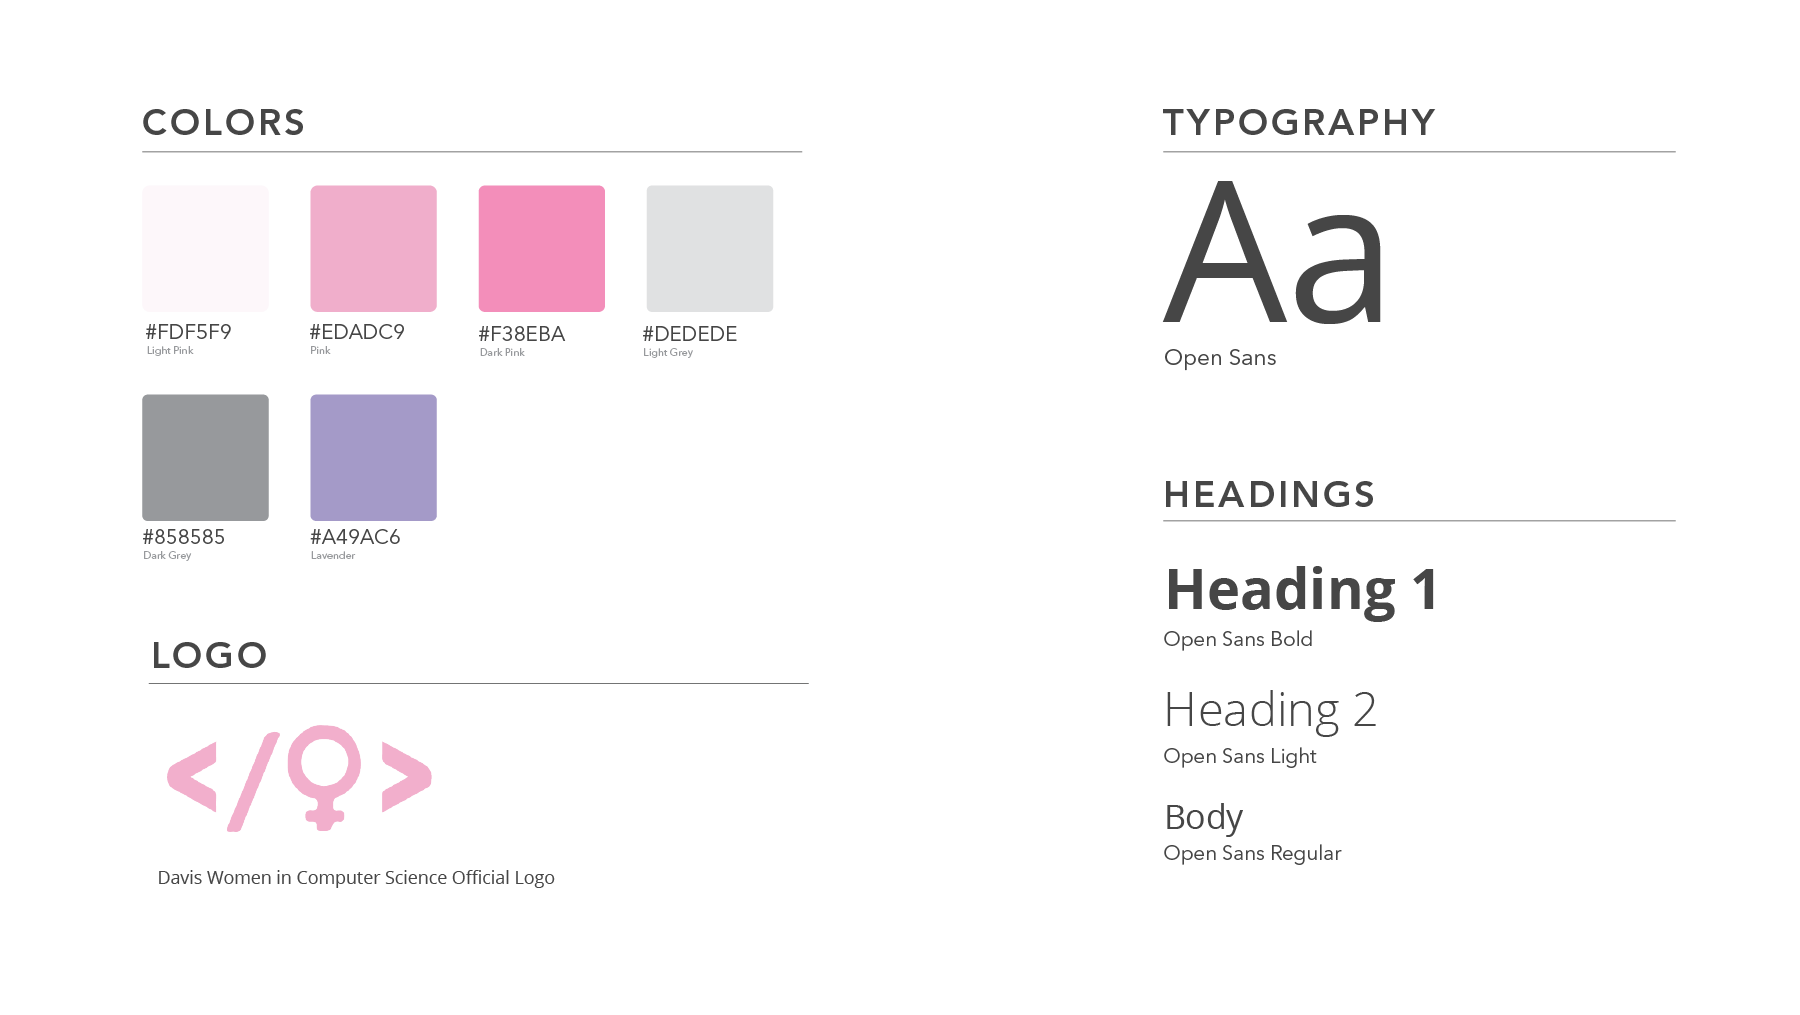 COLORS
#FDF5F9
Light Pink
#EDADC9
Pink
#F38EBA
Dark Pink
#DEDEDE
Light Grey
#858585
Dark Grey
#A49AC6
Lavender
LOGO
</♀>
Davis Women in Computer Science Official Logo
TYPOGRAPHY
Aa
Open Sans
HEADINGS
Heading 1
Open Sans Bold
Heading 2
Open Sans Light
Body
Open Sans Regular